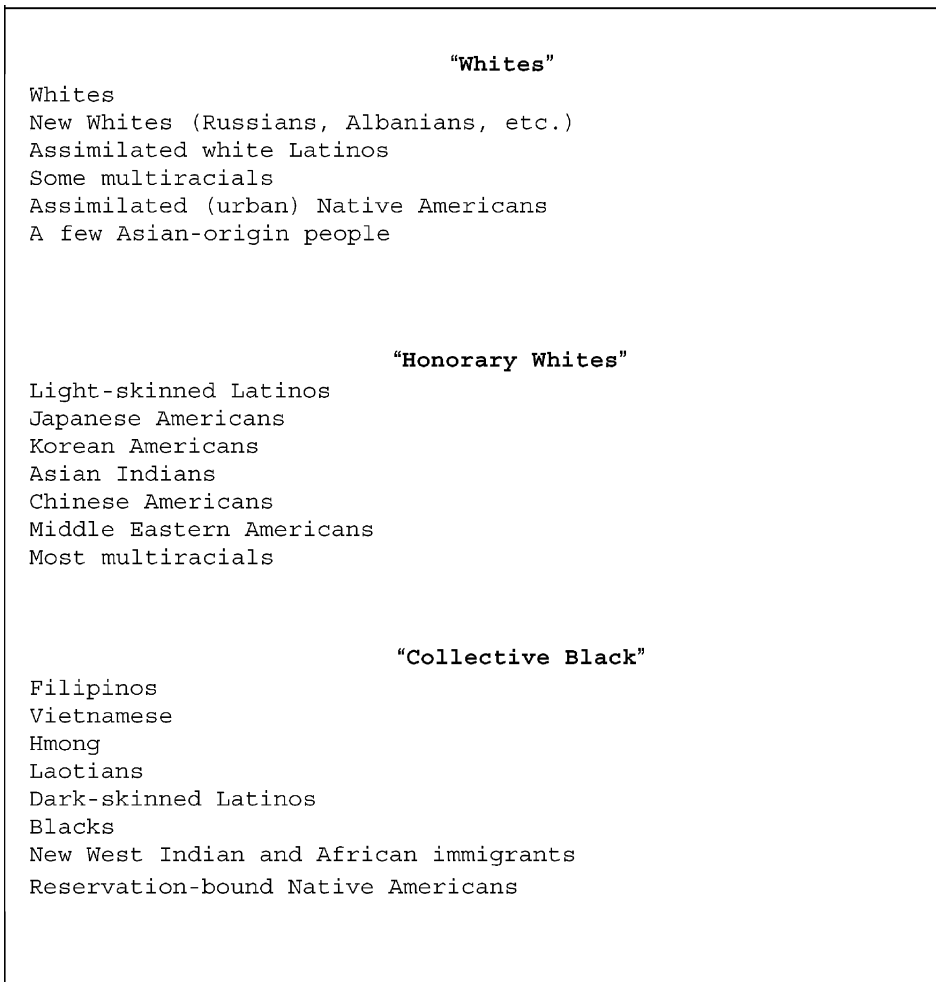 “Whites”
Whites
New Whites (Russians, Albanians, etc.)
Assimilated white Latinos
Some multiracials
Assimilated (urban) Native Americans
A few Asian-origin people
“Honorary Whites”
Light-skinned Latinos
Japanese Americans
Korean Americans
Asian Indians
Chinese Americans
Middle Eastern Americans
Most multiracials
“Collective Black”
Filipinos
Vietnamese
Hmong
Laotians
Dark-skinned Latinos
Blacks
New West Indian and African immigrants
Reservation-bound Native Americans